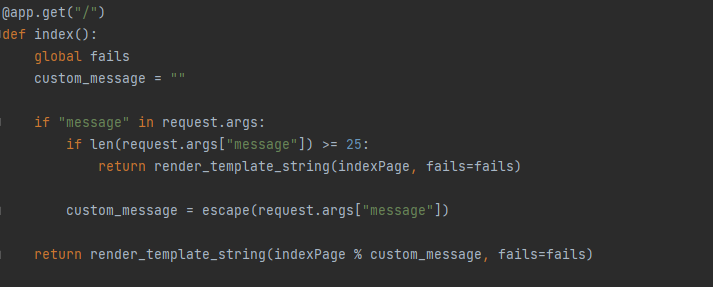 @app.get("/")
def index():
    global fails
    custom_message = ""

    if "message" in request.args:
        if len(request.args["message"]) >= 25:
            return render_template_string(indexPage, fails=fails)

        custom_message = escape(request.args["message"])

    return render_template_string(indexPage % custom_message, fails=fails)